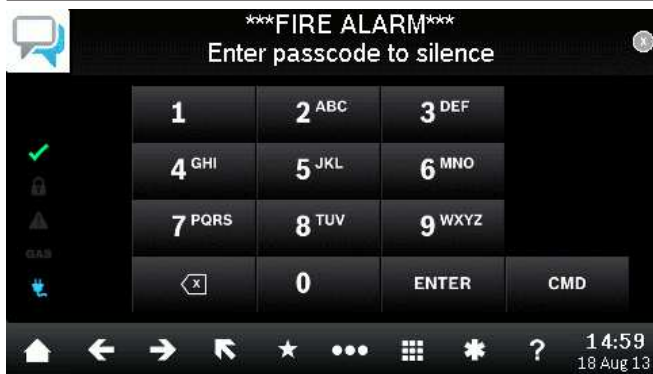 ***FIRE ALARM***
Enter passcode to silence
1 2 ABC 3 DEF
4 GHI 5 JKL 6 MNO
7 PQRS 8 TUV 9 WXYZ
GAS
0 ENTER CMD
? 14:59
18 Aug 13